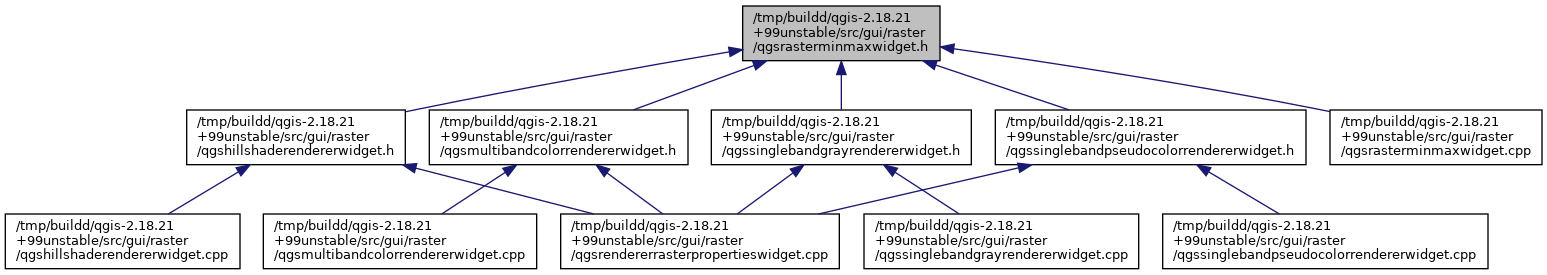 /tmp/buildd/qgis-2.18.21
+99unstable/src/gui/raster
/qgsrasterminmaxwidget.h
/tmp/buildd/qgis-2.18.21
+99unstable/src/gui/raster
/qgshillshaderendererwidget.h
/tmp/buildd/qgis-2.18.21
+99unstable/src/gui/raster
/qgsmultibandcolorrendererwidget.h
/tmp/buildd/qgis-2.18.21
+99unstable/src/gui/raster
/qgssinglebandgrayrendererwidget.h
/tmp/buildd/qgis-2.18.21
+99unstable/src/gui/raster
/qgssinglebandpseudocolorrendererwidget.h
/tmp/buildd/qgis-2.18.21
+99unstable/src/gui/raster
/qgsrasterminmaxwidget.cpp
/tmp/buildd/qgis-2.18.21
+99unstable/src/gui/raster
/qgshillshaderendererwidget.cpp
/tmp/buildd/qgis-2.18.21
+99unstable/src/gui/raster
/qgsmultibandcolorrendererwidget.cpp
/tmp/buildd/qgis-2.18.21
+99unstable/src/gui/raster
/qgsrendererrasterpropertieswidget.cpp
/tmp/buildd/qgis-2.18.21
+99unstable/src/gui/raster
/qgssinglebandgrayrendererwidget.cpp
/tmp/buildd/qgis-2.18.21
+99unstable/src/gui/raster
/qgssinglebandpseudocolorrendererwidget.cpp